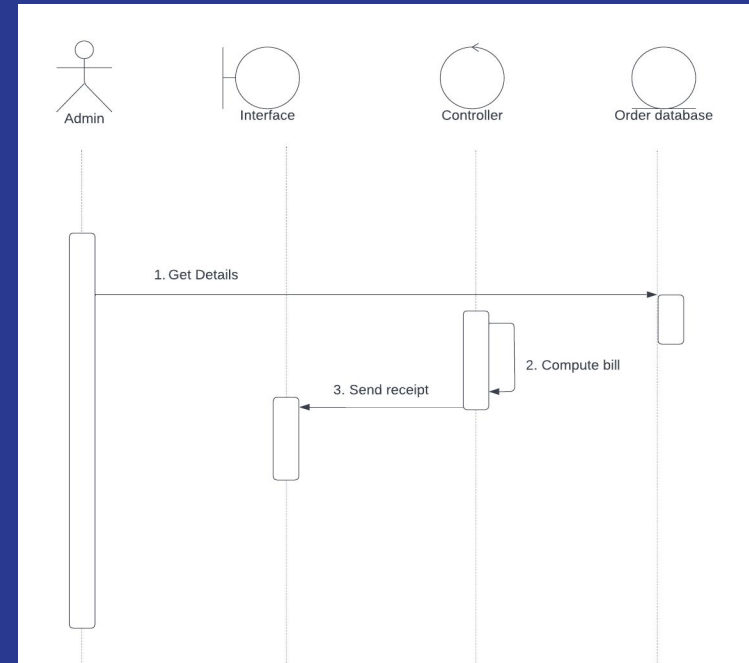 Admin
Interface
Controller
Order database
1. Get Details
2. Compute bill
3. Send receipt